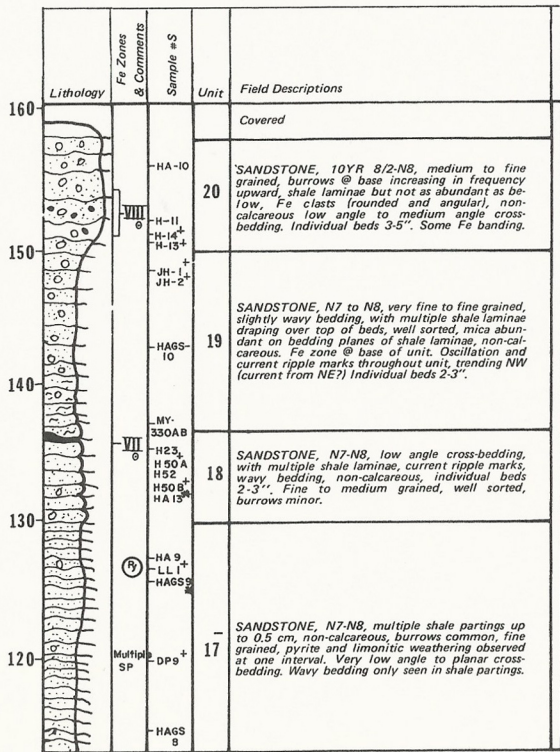 Lithology
Fe Zones
& Comments
Sample #S
Unit
Field Descriptions
160
Covered
HA-10
20
SANDSTONE, 10YR 8/2-N8, medium to fine
grained, burrows @ base increasing in frequency
upward, shale laminae but not as abundant as be-
low, Fe clasts (rounded and angular), non-
calcareous low angle to medium angle cross-
bedding. Individual beds 3-5". Some Fe banding.
VIII
H-11
H-14+
H-13+
150
JH-1+
JH-2+
HAGS-
10
19
SANDSTONE, N7 to N8, very fine to fine grained,
slightly wavy bedding, with multiple shale laminae
draping over top of beds, well sorted, mica abun-
dant on bedding planes of shale laminae, non-cal-
careous. Fe zone @ base of unit. Oscillation and
current ripple marks throughout unit, trending NW
(current from NE?) Individual beds 2-3".
140
MY-
330AB
VII
H23+
H50A
H52
H50B+
HA13
18
SANDSTONE, N7-N8, low angle cross-bedding,
with multiple shale laminae, current ripple marks,
wavy bedding, non-calcareous, individual beds
2-3". Fine to medium grained, well sorted,
burrows minor.
130
Py
HA9
LL1+
HAGS9
17
SANDSTONE, N7-N8, multiple shale partings up
to 0.5 cm, non-calcareous, burrows common, fine
grained, pyrite and limonitic weathering observed
at one interval. Very low angle to planar cross-
bedding. Wavy bedding only seen in shale partings.
120
Multiple
SP
DP9+
HAGS
8